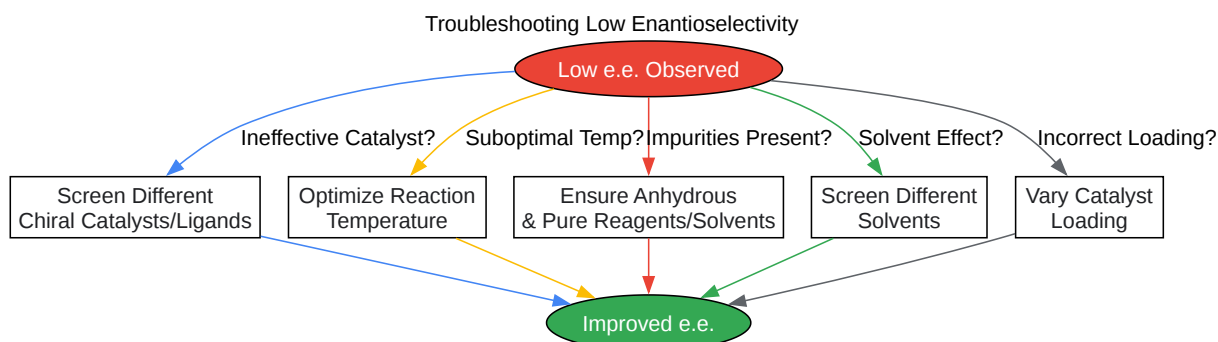 Troubleshooting Low Enantioselectivity
Low e.e. Observed
Ineffective Catalyst?
Suboptimal Temp?
Impurities Present?
Solvent Effect?
Incorrect Loading?
Screen Different
Chiral Catalysts/Ligands
Optimize Reaction
Temperature
Ensure Anhydrous
& Pure Reagents/Solvents
Screen Different
Solvents
Vary Catalyst
Loading
Improved e.e.